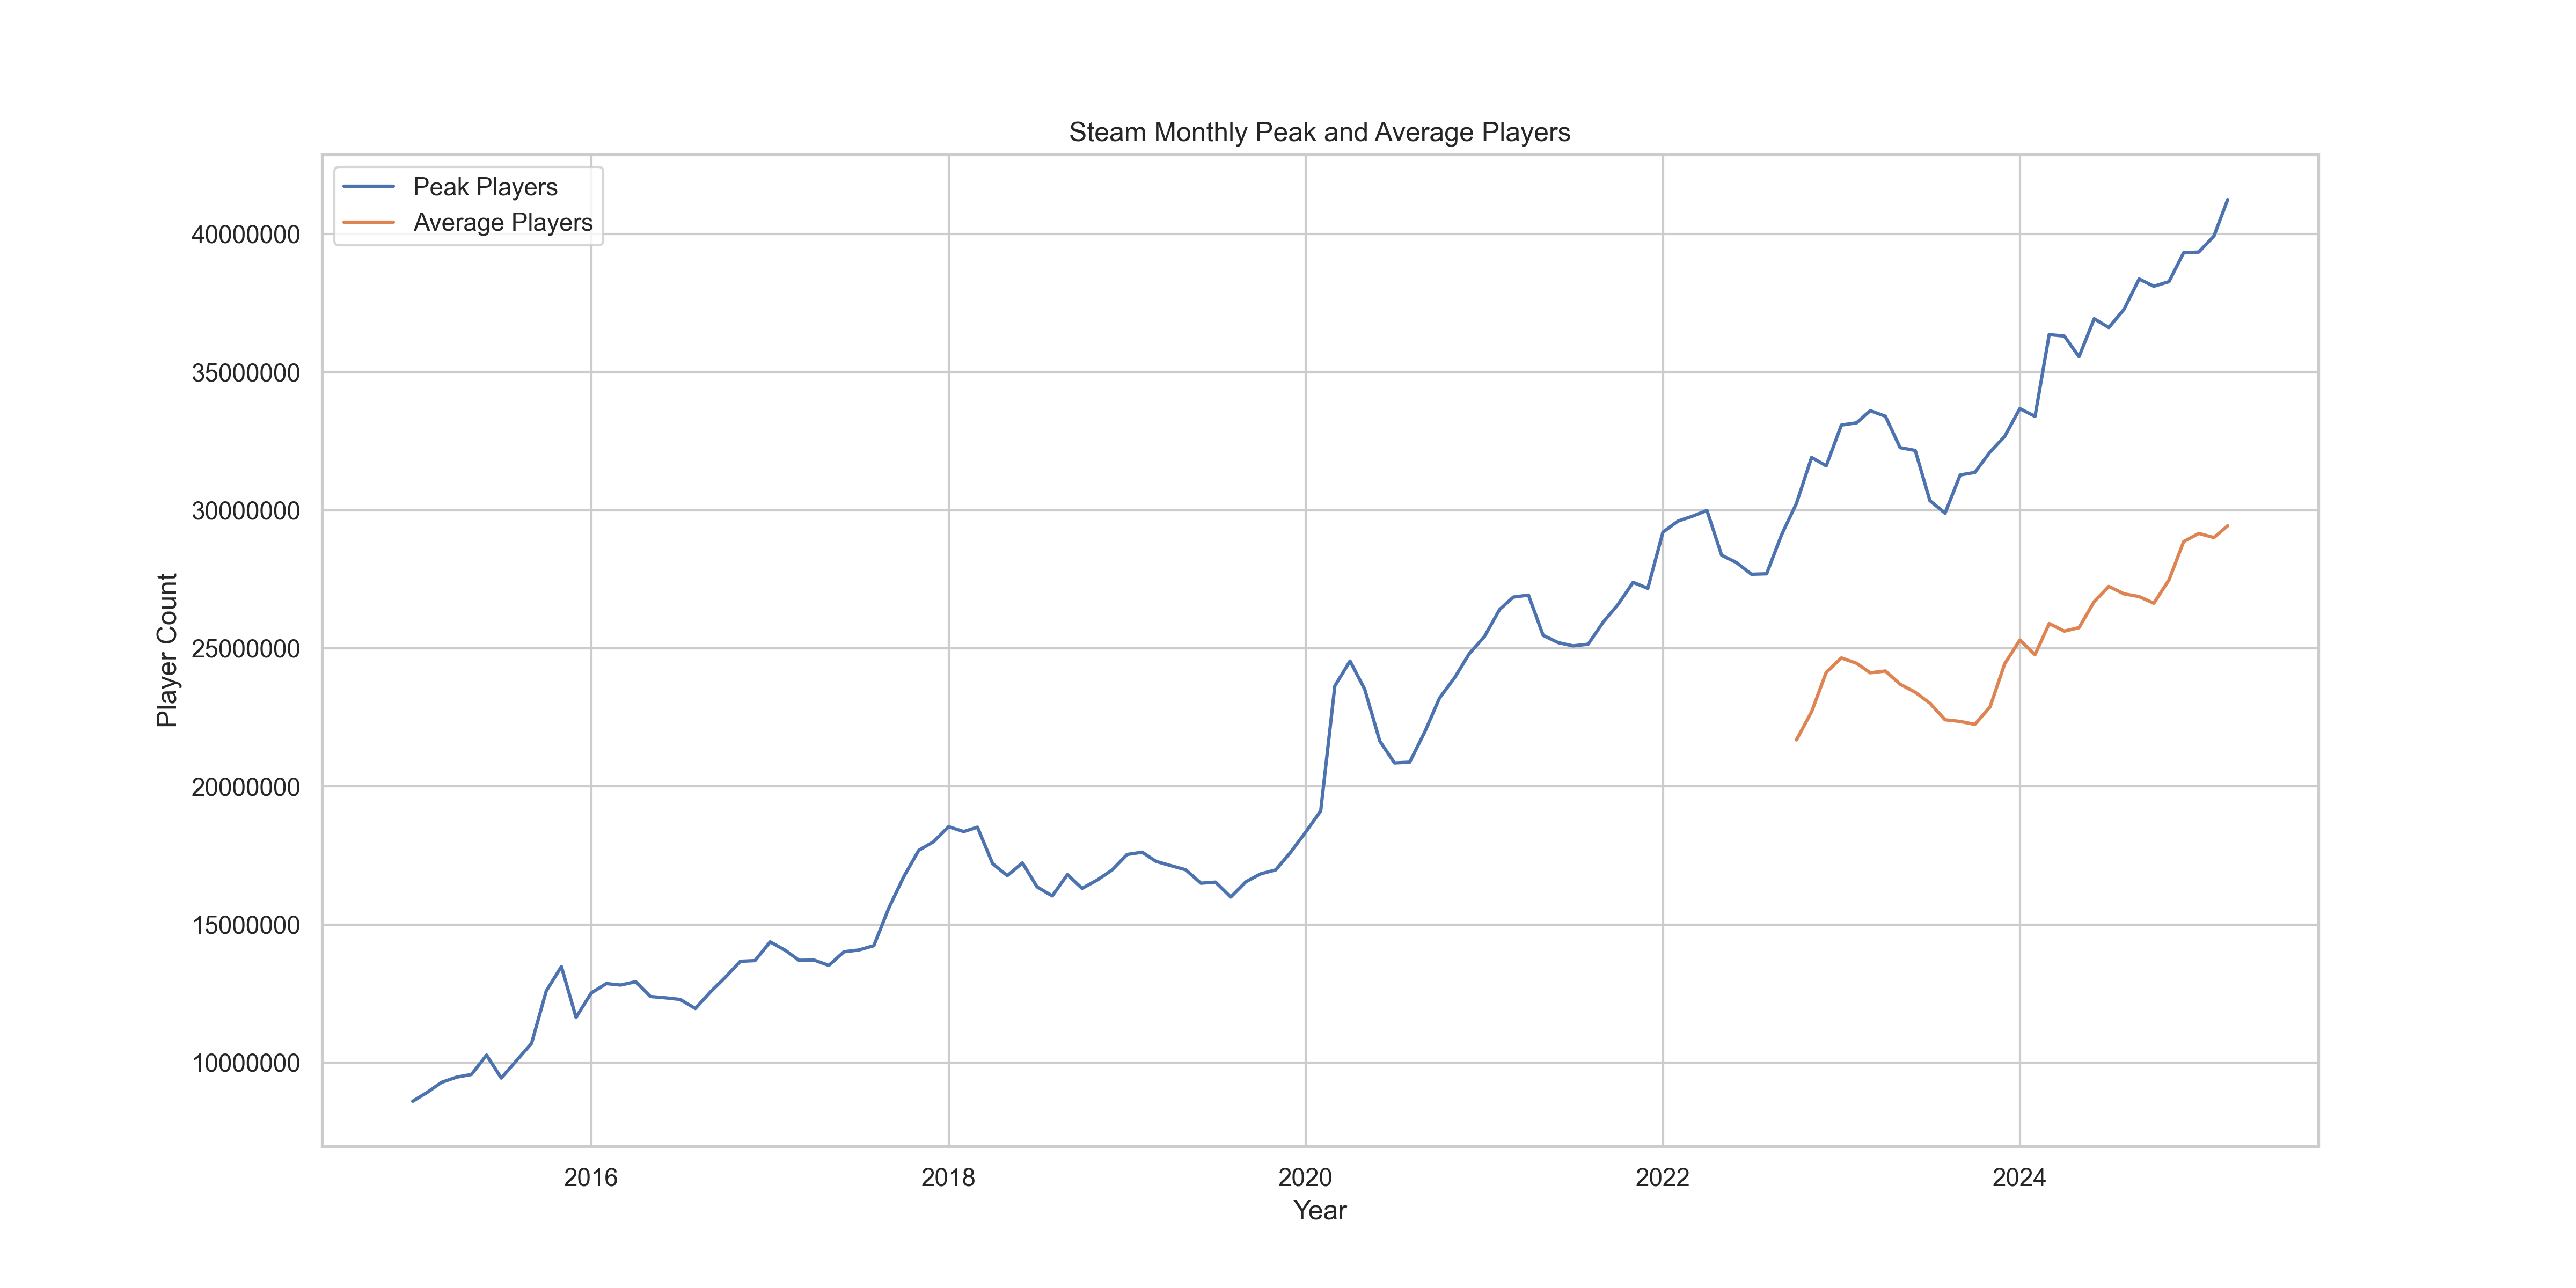 Steam Monthly Peak and Average Players
Peak Players
Average Players
40000000
35000000
30000000
25000000
20000000
15000000
10000000
Player Count
2016
2018
2020
2022
2024
Year